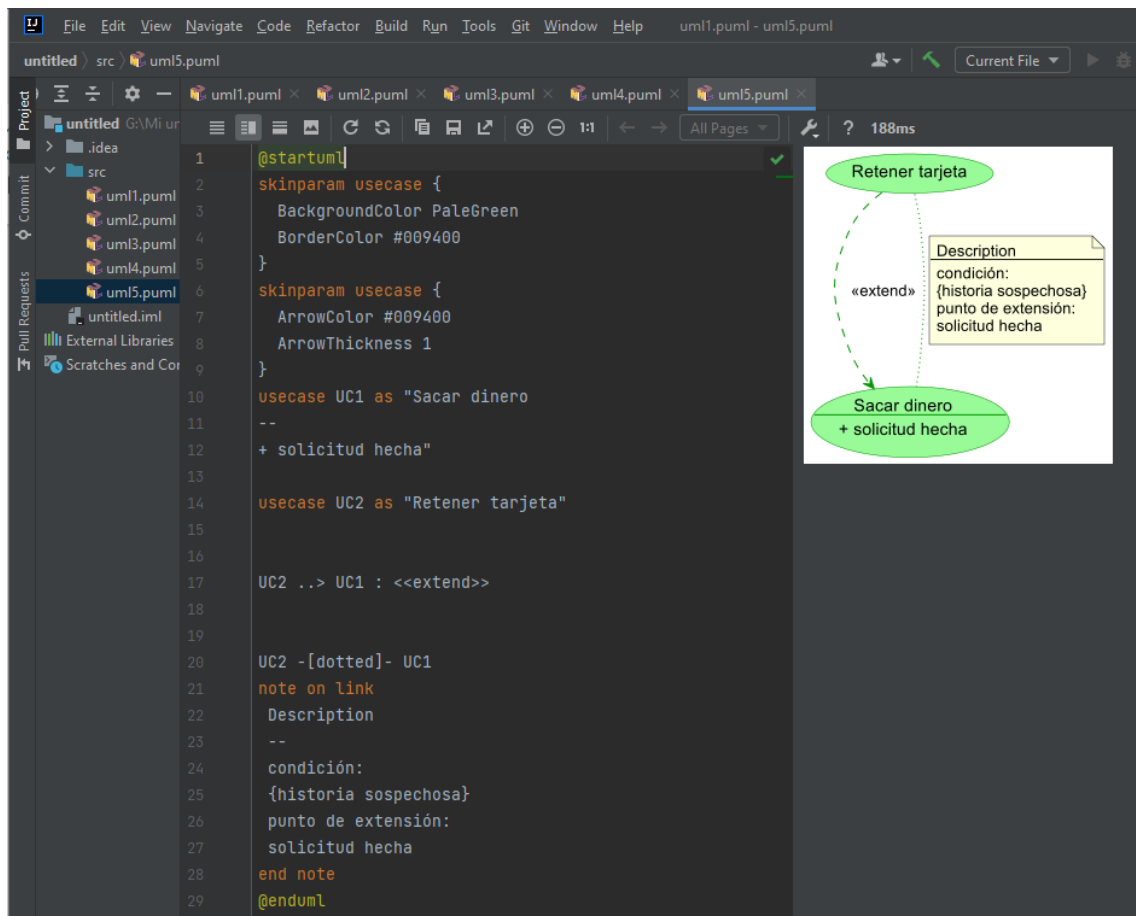 File Edit View Navigate Code Refactor Build Run Tools Git Window Help uml1.puml - uml5.puml
untitled src uml5.puml Current File
uml1.puml uml2.puml uml3.puml uml4.puml uml5.puml
Project
Commit
Pull Requests
untitled G:\Mi ur
.idea
src
uml1.puml
uml2.puml
uml3.puml
uml4.puml
uml5.puml
untitled.iml
External Libraries
Scratches and Cor
1:1 All Pages ? 188ms
1 @startuml
2 skinparam usecase {
3 BackgroundColor PaleGreen
4 BorderColor #009400
5 }
6 skinparam usecase {
7 ArrowColor #009400
8 ArrowThickness 1
9 }
10 usecase UC1 as "Sacar dinero
11 --
12 + solicitud hecha"
13
14 usecase UC2 as "Retener tarjeta"
15
16
17 UC2 ..> UC1 : <<extend>>
18
19
20 UC2 -[dotted]- UC1
21 note on link
22 Description
23 --
24 condición:
25 {historia sospechosa}
26 punto de extensión:
27 solicitud hecha
28 end note
29 @enduml
Retener tarjeta
«extend»
Description
condición:
{historia sospechosa}
punto de extensión:
solicitud hecha
Sacar dinero
+ solicitud hecha